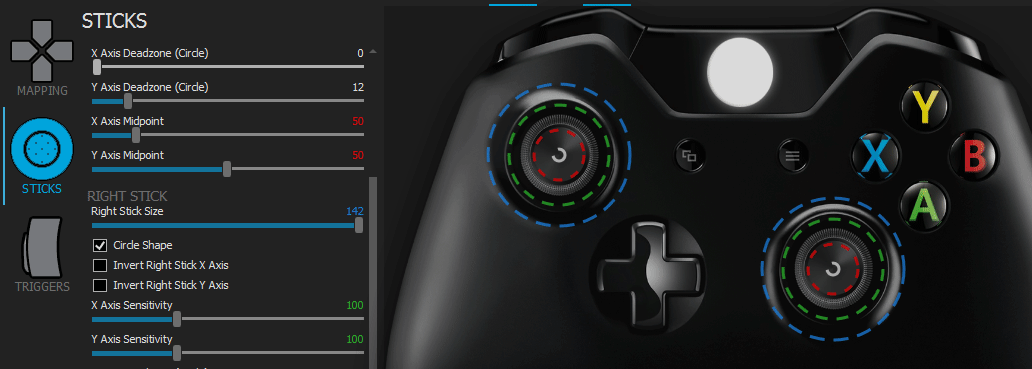 STICKS
X Axis Deadzone (Circle) 0
Y Axis Deadzone (Circle) 12
X Axis Midpoint 50
Y Axis Midpoint 50
MAPPING
STICKS
TRIGGERS
RIGHT STICK
Right Stick Size 142
Circle Shape
Invert Right Stick X Axis
Invert Right Stick Y Axis
X Axis Sensitivity 100
Y Axis Sensitivity 100
Y
X
B
A